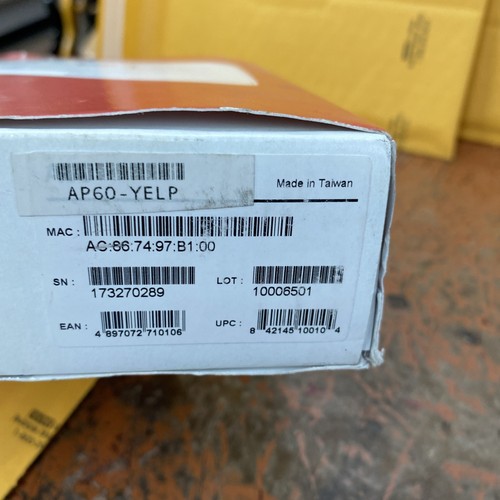 AP60-YELP
Made in Taiwan
MAC :
AC:86:74:97:B1:00
SN :
173270289
LOT :
10006501
EAN :
4 897072 710106
UPC :
8 42145 10010 4